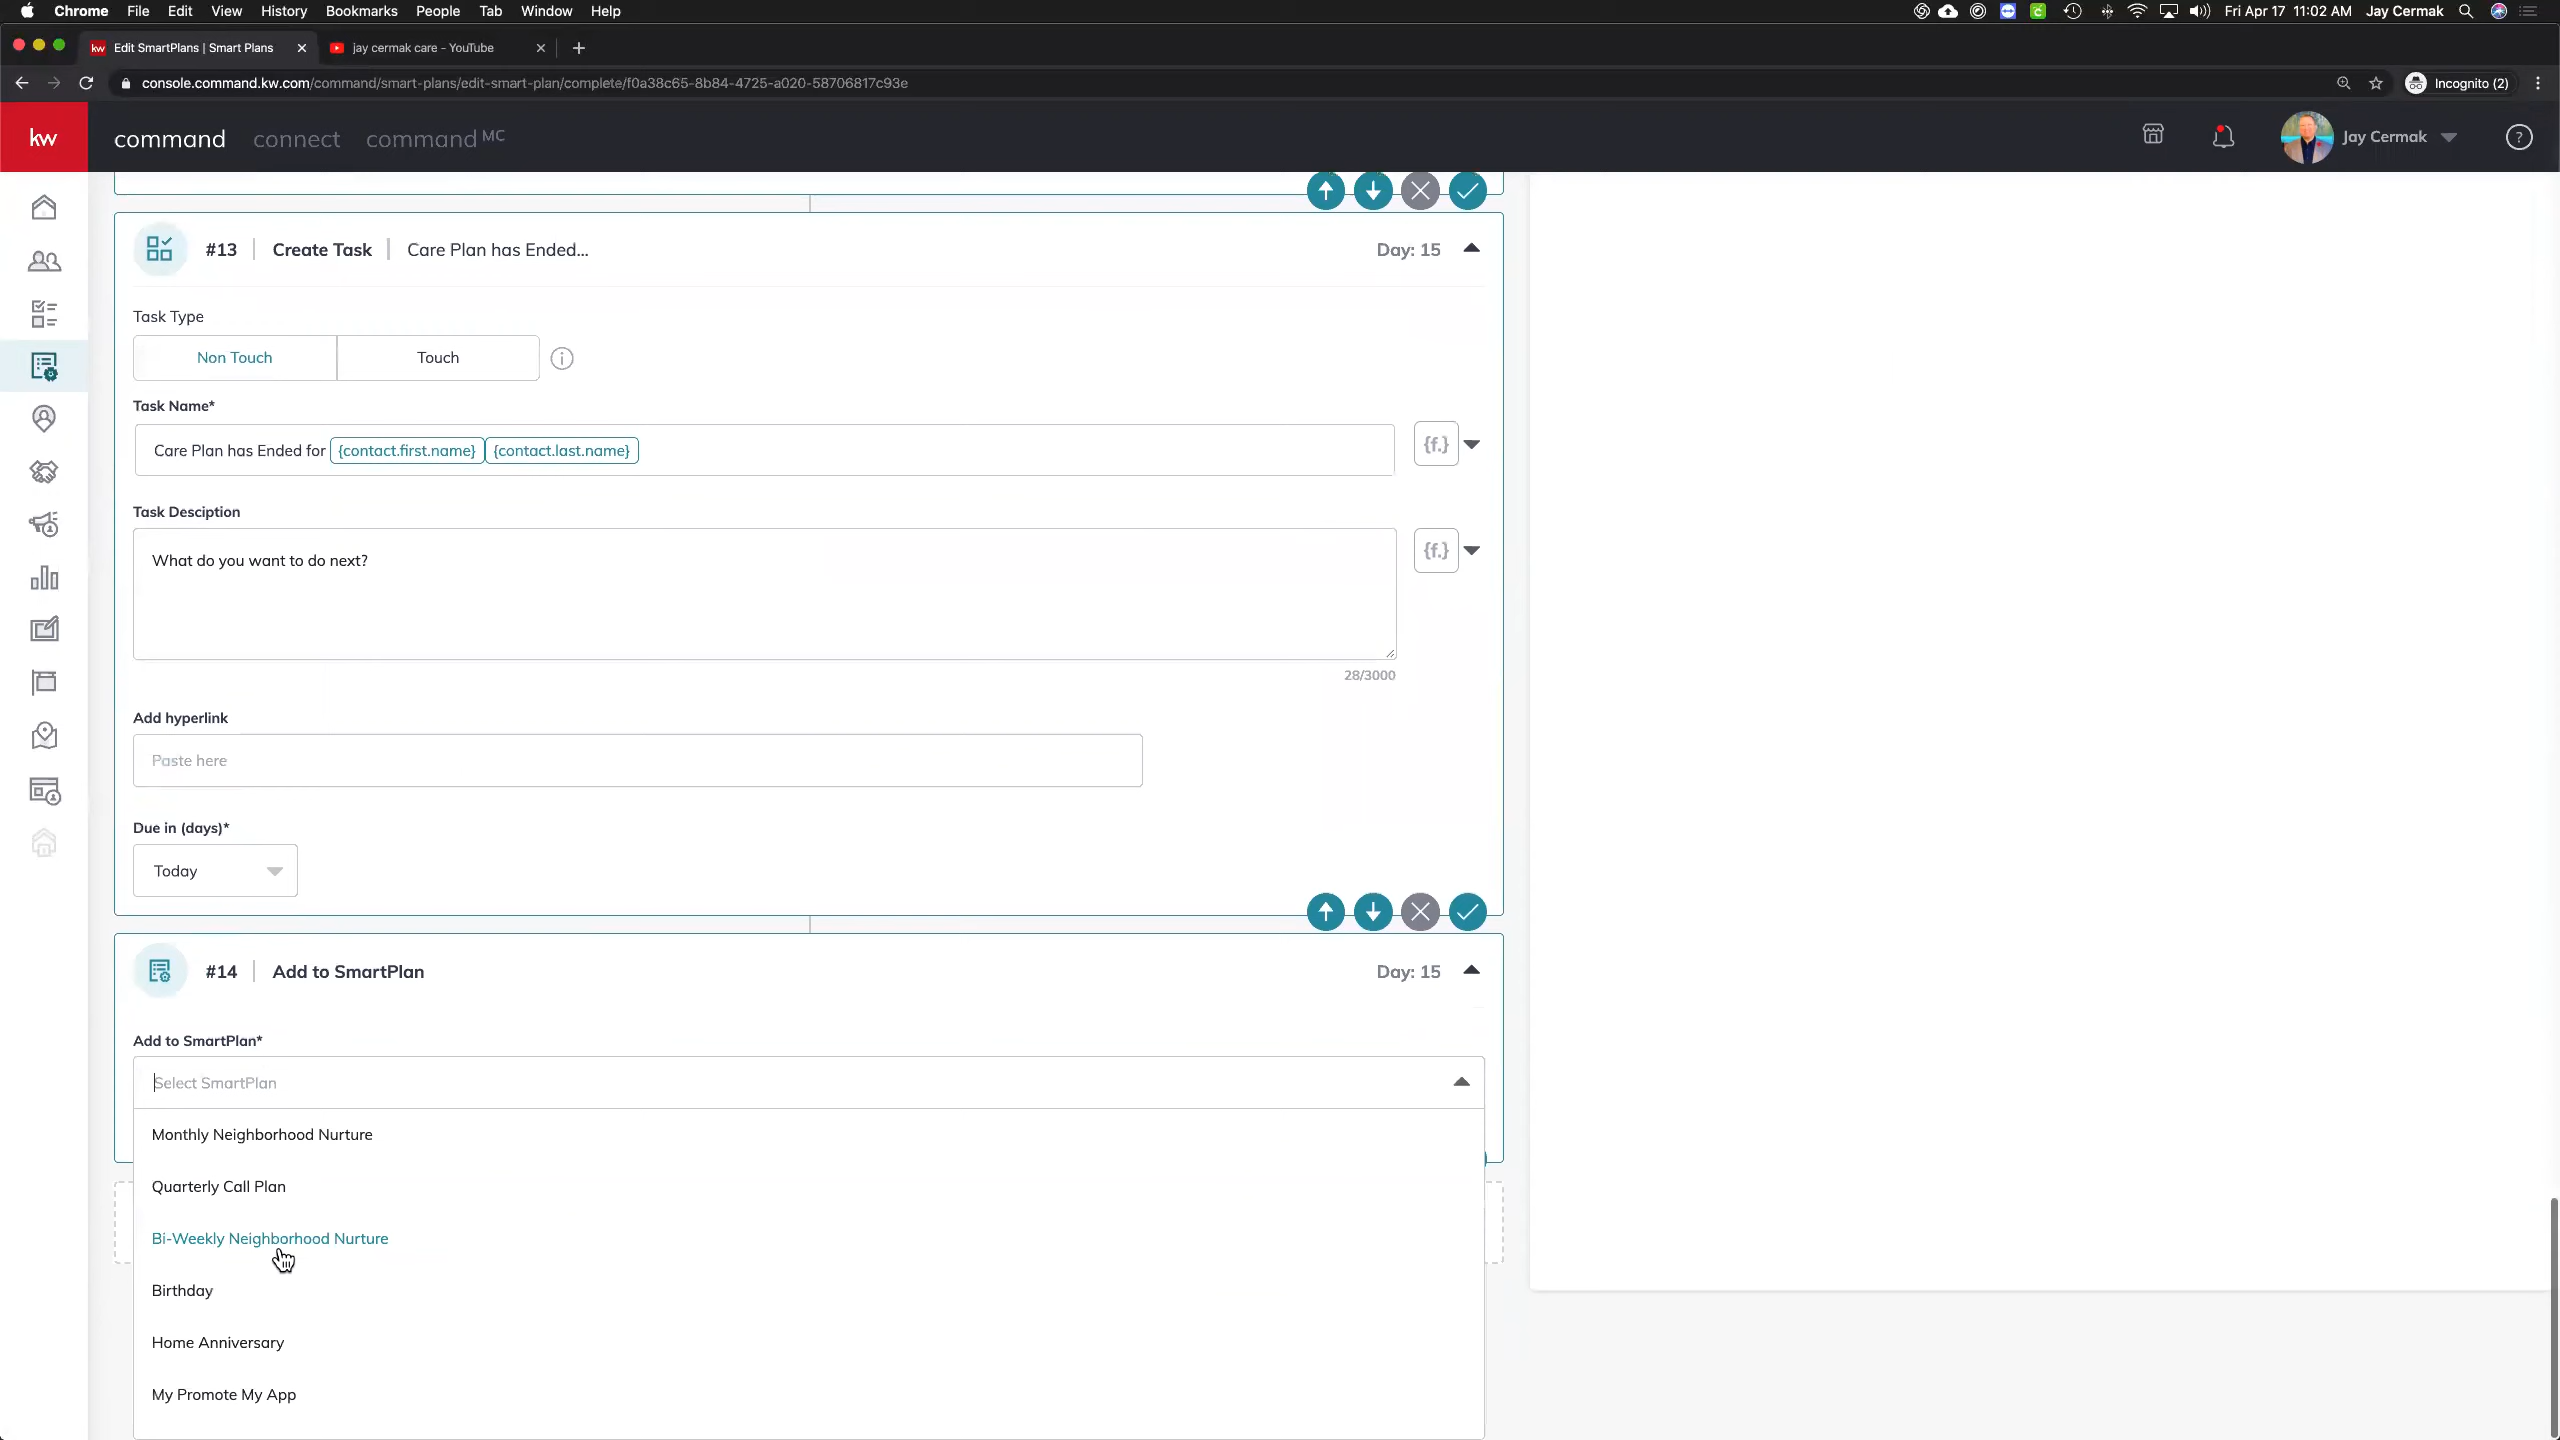 Chrome File Edit View History Bookmarks People Tab Window Help
Fri Apr 17 11:02 AM Jay Cermak
kw Edit SmartPlans | Smart Plans
jay cermak care - YouTube
console.command.kw.com/command/smart-plans/edit-smart-plan/complete/f0a38c65-8b84-4725-a020-58706817c93e
Incognito (2)
kw command connect command MC
Jay Cermak
#13 Create Task Care Plan has Ended... Day: 15
Task Type
Non Touch Touch
Task Name*
Care Plan has Ended for {contact.first.name} {contact.last.name}
{f.}
Task Desciption
What do you want to do next?
{f.}
28/3000
Add hyperlink
Paste here
Due in (days)*
Today
#14 Add to SmartPlan Day: 15
Add to SmartPlan*
Select SmartPlan
Monthly Neighborhood Nurture
Quarterly Call Plan
Bi-Weekly Neighborhood Nurture
Birthday
Home Anniversary
My Promote My App